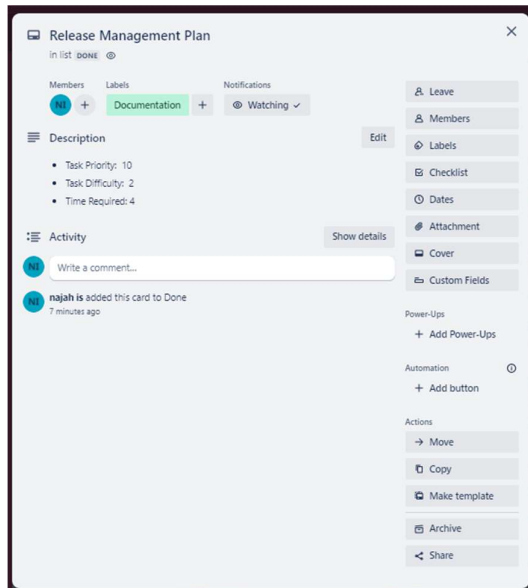 Release Management Plan
in list DONE
Members
Labels
Notifications
NI
+
Documentation
+
Watching
Description
Edit
• Task Priority: 10
• Task Difficulty: 2
• Time Required: 4
Activity
Show details
NI
Write a comment...
NI
najah is added this card to Done
7 minutes ago
Leave
Members
Labels
Checklist
Dates
Attachment
Cover
Custom Fields
Power-Ups
+ Add Power-Ups
Automation
+ Add button
Actions
→ Move
Copy
Make template
Archive
Share